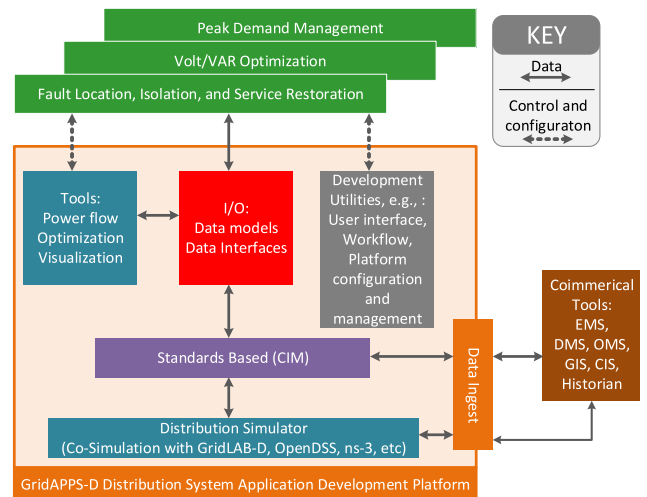 Peak Demand Management
Volt/VAR Optimization
Fault Location, Isolation, and Service Restoration
KEY
Data
Control and
configuraton
Tools:
Power flow
Optimization
Visualization
I/O:
Data models
Data Interfaces
Development
Utilities, e.g., :
User interface,
Workflow,
Platform
configuration
and
management
Standards Based (CIM)
Data Ingest
Coimmerical
Tools:
EMS,
DMS, OMS,
GIS, CIS,
Historian
Distribution Simulator
(Co-Simulation with GridLAB-D, OpenDSS, ns-3, etc)
GridAPPS-D Distribution System Application Development Platform